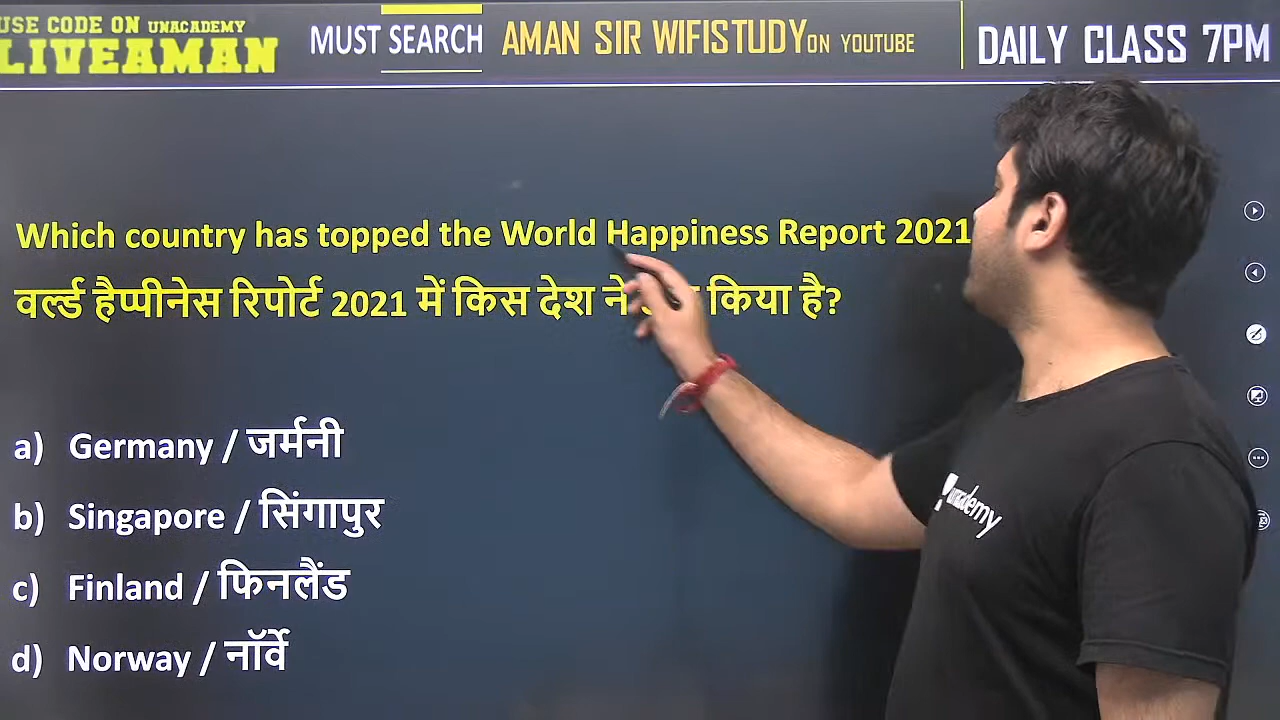 USE CODE ON UNACADEMY
LIVEAMAN
MUST SEARCH
AMAN SIR WIFISTUDY ON YOUTUBE
DAILY CLASS 7PM
Which country has topped the World Happiness Report 2021
वर्ल्ड हैप्पीनेस रिपोर्ट 2021 में किस देश ने किया है?
a) Germany / जर्मनी
b) Singapore / सिंगापुर
c) Finland / फिनलैंड
d) Norway / नॉर्वे
unacademy